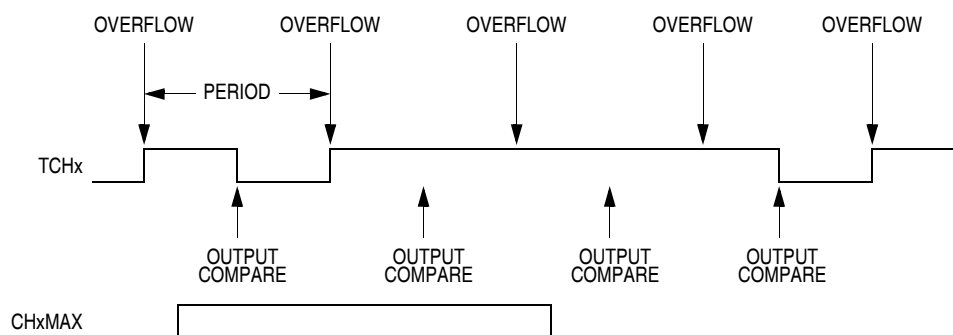 OVERFLOW OVERFLOW OVERFLOW OVERFLOW OVERFLOW
PERIOD
TCHx
OUTPUT OUTPUT OUTPUT OUTPUT
COMPARE COMPARE COMPARE COMPARE
CHxMAX